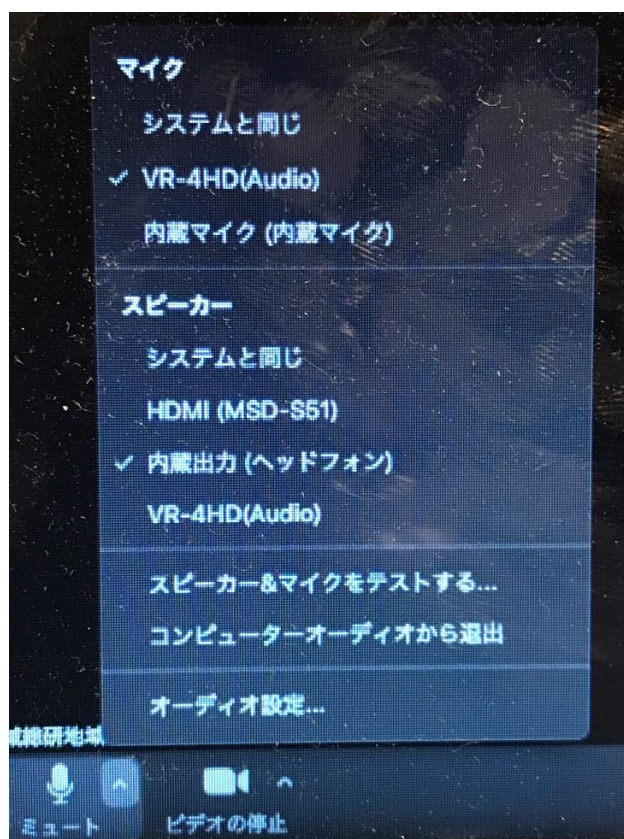 マイク
システムと同じ
✓ VR-4HD(Audio)
内蔵マイク (内蔵マイク)
スピーカー
システムと同じ
HDMI (MSD-S51)
✓ 内蔵出力 (ヘッドフォン)
VR-4HD(Audio)
スピーカー&マイクをテストする...
コンピューターオーディオから退出
オーディオ設定...
域総研地域
ミュート
ビデオの停止